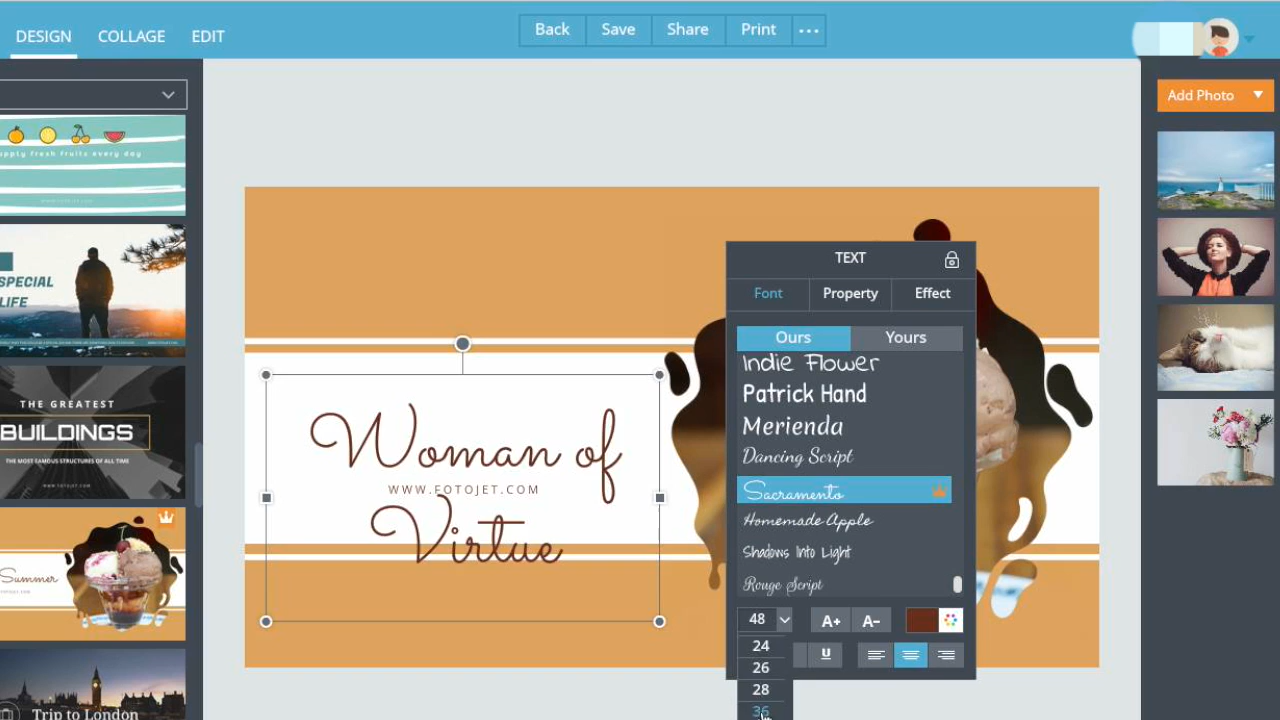 DESIGN COLLAGE EDIT
Back Save Share Print ...
Add Photo
upply fresh fruits every day
SPECIAL
LIFE
THE GREATEST
BUILDINGS
THE MOST FAMOUS STRUCTURES OF ALL TIME
WWW.FOTOJET.COM
Summer
Trip to London
Woman of
WWW.FOTOJET.COM
Virtue
TEXT
Font Property Effect
Ours Yours
Indie Flower
Patrick Hand
Merienda
Dancing Script
Sacramento
Homemade Apple
Shadows Into Light
Rouge Script
48 A+ A-
24
26
28
36
U